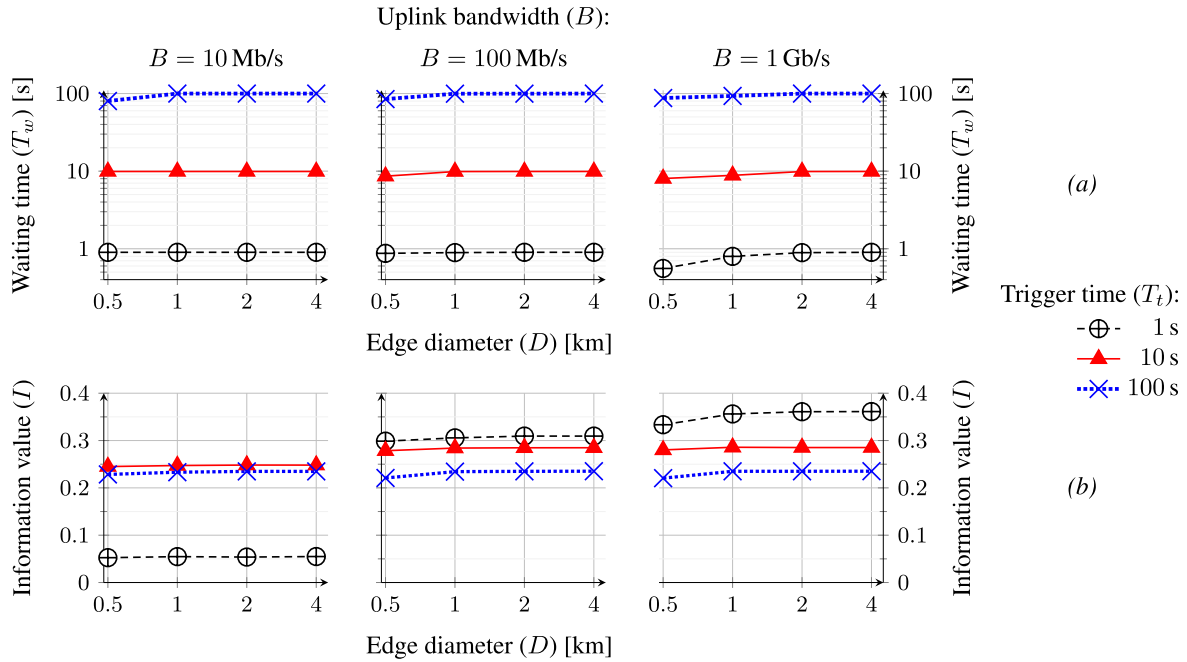 Uplink bandwidth (B):
B = 10 Mb/s
B = 100 Mb/s
B = 1 Gb/s
Waiting time (T_w) [s]
100
10
1
0.5 1 2 4
0.5 1 2 4
0.5 1 2 4
100
10
1
Waiting time (T_w) [s]
(a)
Edge diameter (D) [km]
Trigger time (T_t):
1 s
10 s
100 s
Information value (I)
0.4
0.3
0.2
0.1
0
0.5 1 2 4
0.5 1 2 4
0.5 1 2 4
0.4
0.3
0.2
0.1
0
Information value (I)
(b)
Edge diameter (D) [km]